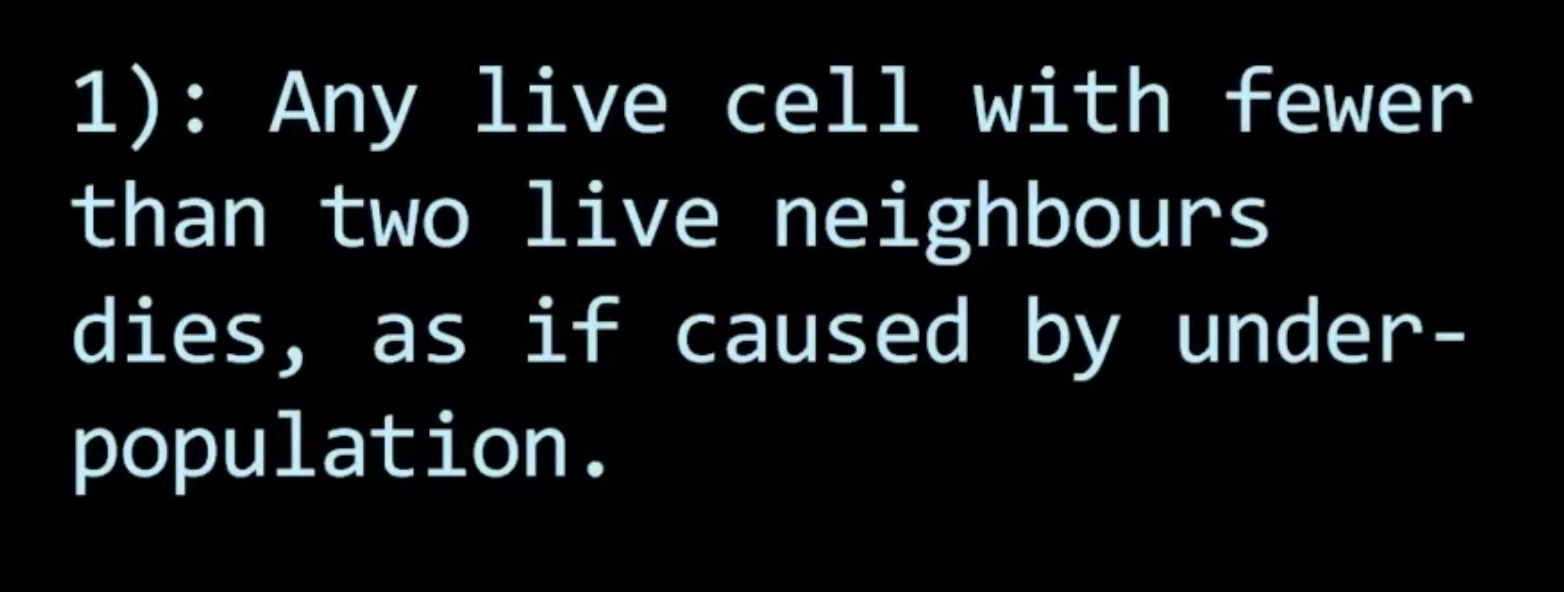 1): Any live cell with fewer
than two live neighbours
dies, as if caused by under-
population.